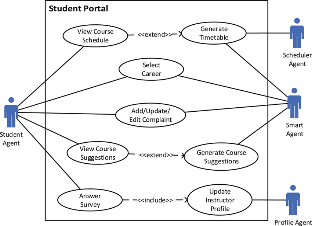 Student Portal
View Course
Schedule
<<extend>>
Generate
Timetable
Scheduler
Agent
Select
Career
Add/Update/
Edit Complaint
Student
Agent
Smart
Agent
View Course
Suggestions
<<extend>>
Generate Course
Suggestions
Answer
Survey
<<include>>
Update
Instructor
Profile
Profile Agent